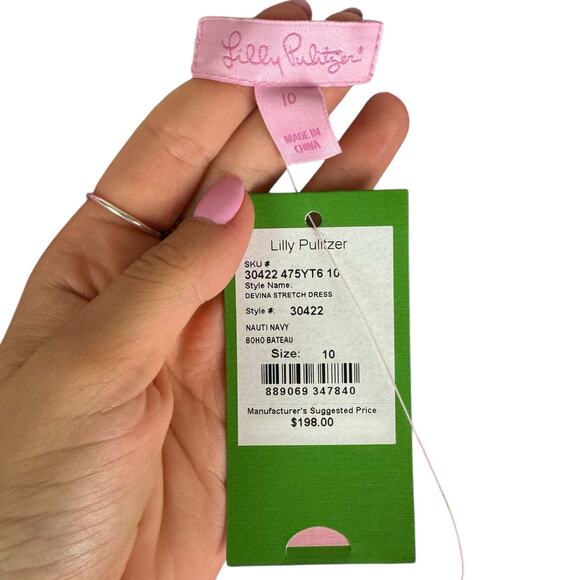 Lilly Pulitzer®
10
MADE IN
CHINA
Lilly Pulitzer
SKU #
30422 475YT6 10
Style Name:
DEVINA STRETCH DRESS
Style #: 30422
NAUTI NAVY
BOHO BATEAU
Size: 10
889069 347840
Manufacturer's Suggested Price
$198.00